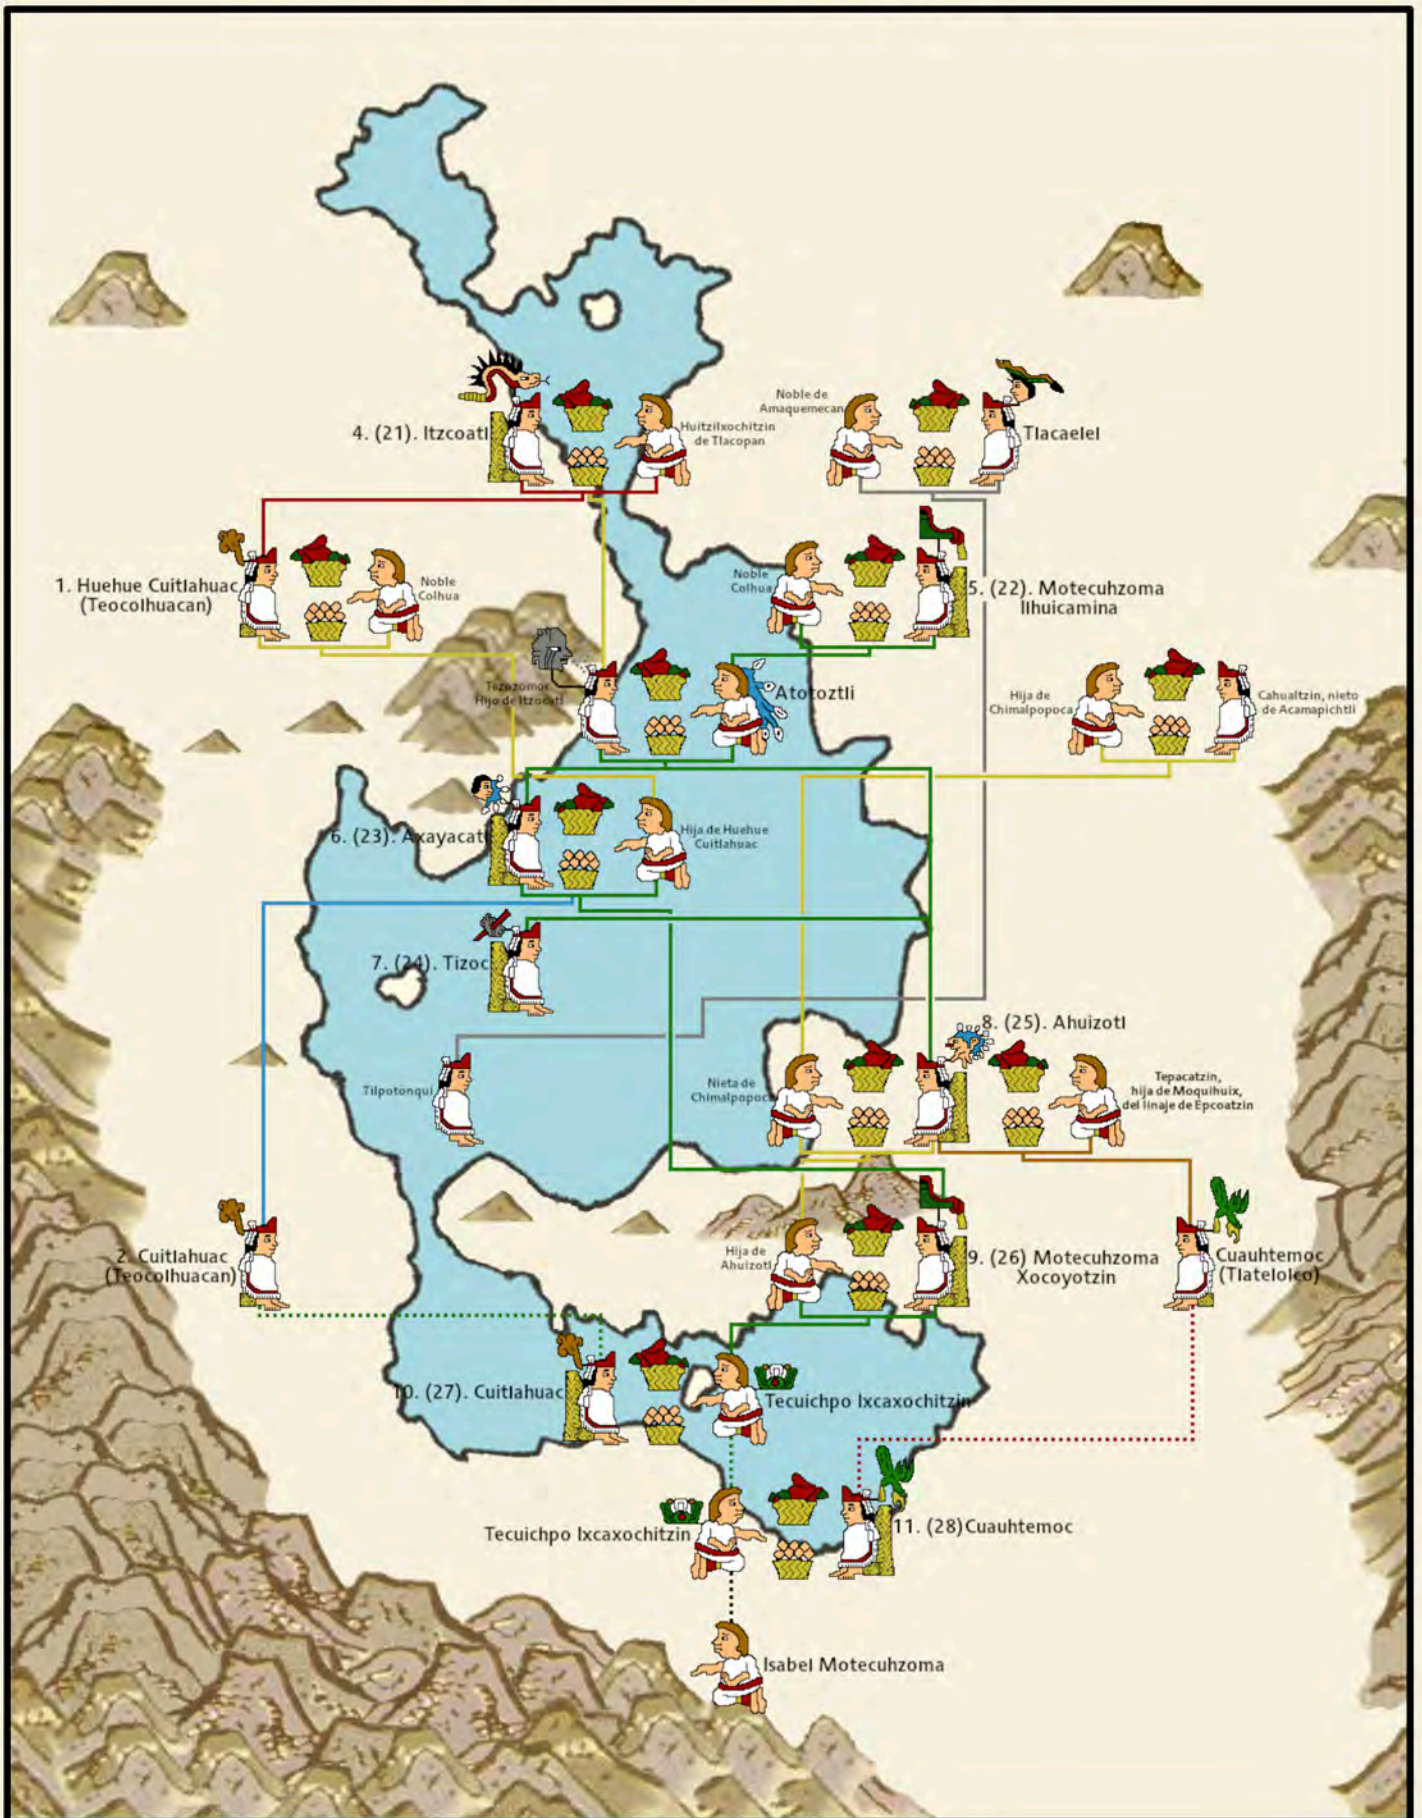 Noble de
Amaquemecan
4. (21). Itzcoatl
Huitzilxochitzin
de Tlacopan
Tlacaelel
1. Huehue Cuitlahuac
(Teocolhuacan)
Noble
Colhua
Noble
Colhua
5. (22). Motecuhzoma
Ilhuicamina
Tezozomoc
Hijo de Itzocatl
Atotoztli
Hija de
Chimalpopoca
Cahualtzin, nieto
de Acamapichtli
6. (23). Axayacatl
Hija de Huehue
Cuitlahuac
7. (24). Tizoc
8. (25). Ahuizotl
Tilpotonqui
Nieta de
Chimalpopoca
Tepacatzin,
hija de Moquihuix,
del linaje de Epcoatzin
2. Cuitlahuac
(Teocolhuacan)
Hija de
Ahuizotl
9. (26) Motecuhzoma
Xocoyotzin
Cuauhtemoc
(Tlatelolco)
10. (27). Cuitlahuac
Tecuichpo Ixcaxochitzin
Tecuichpo Ixcaxochitzin
11. (28)Cuauhtemoc
Isabel Motecuhzoma